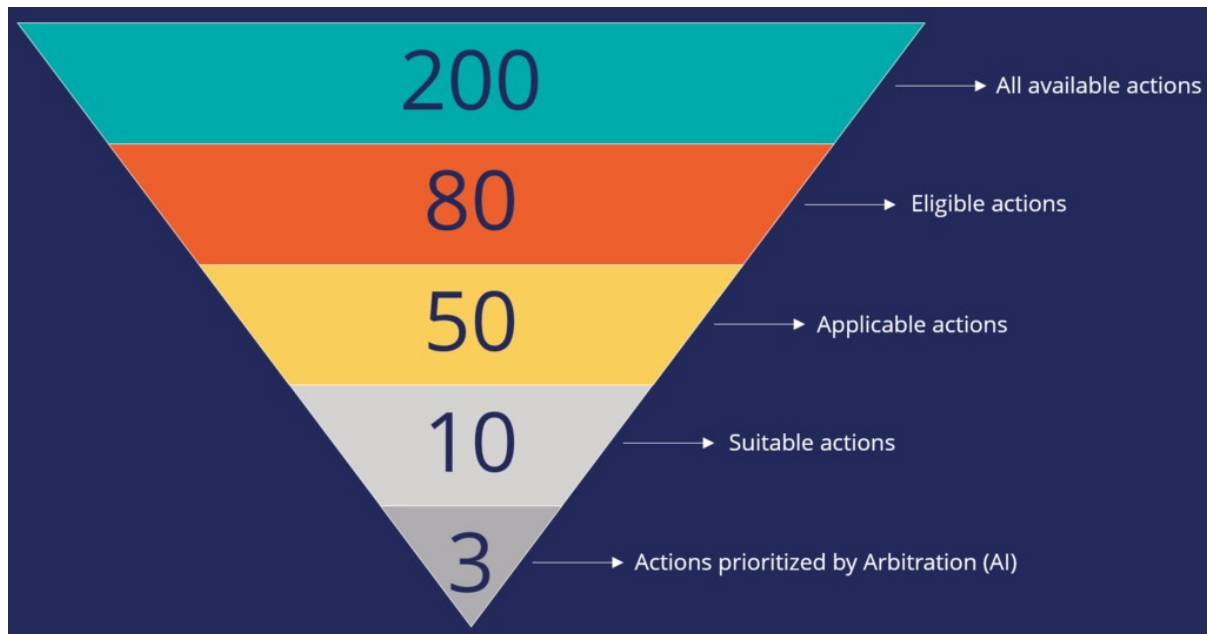 200
All available actions
80
Eligible actions
50
Applicable actions
10
Suitable actions
3
Actions prioritized by Arbitration (AI)